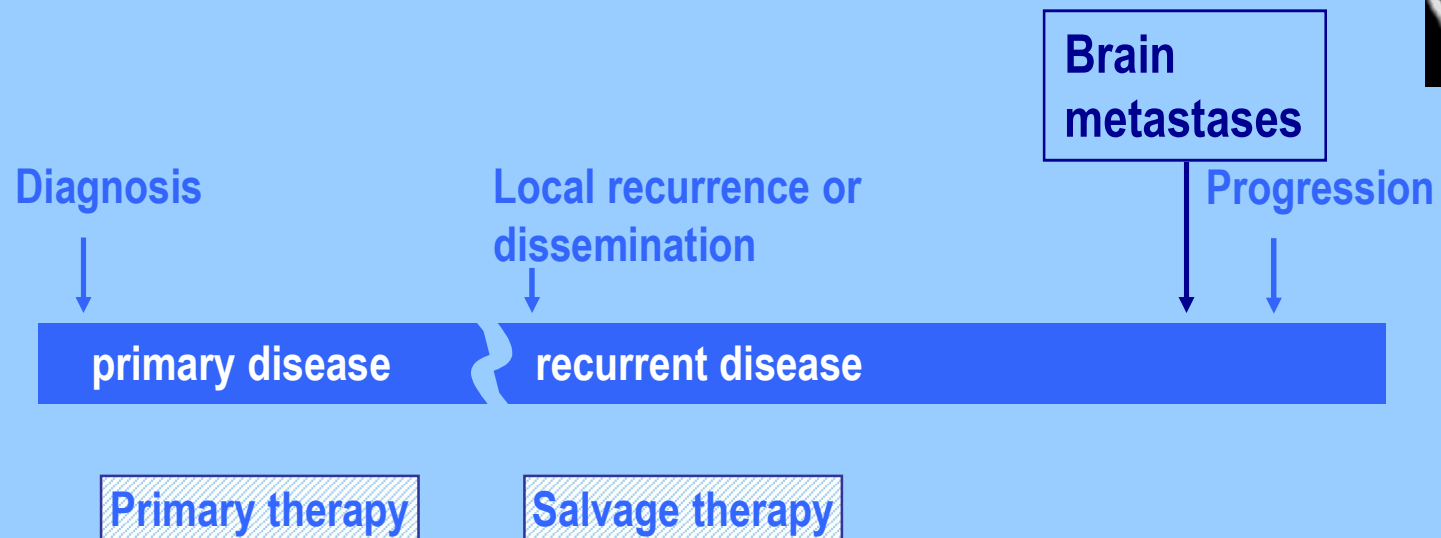 Brain
metastases
Diagnosis
Local recurrence or
dissemination
Progression
primary disease
recurrent disease
Primary therapy
Salvage therapy